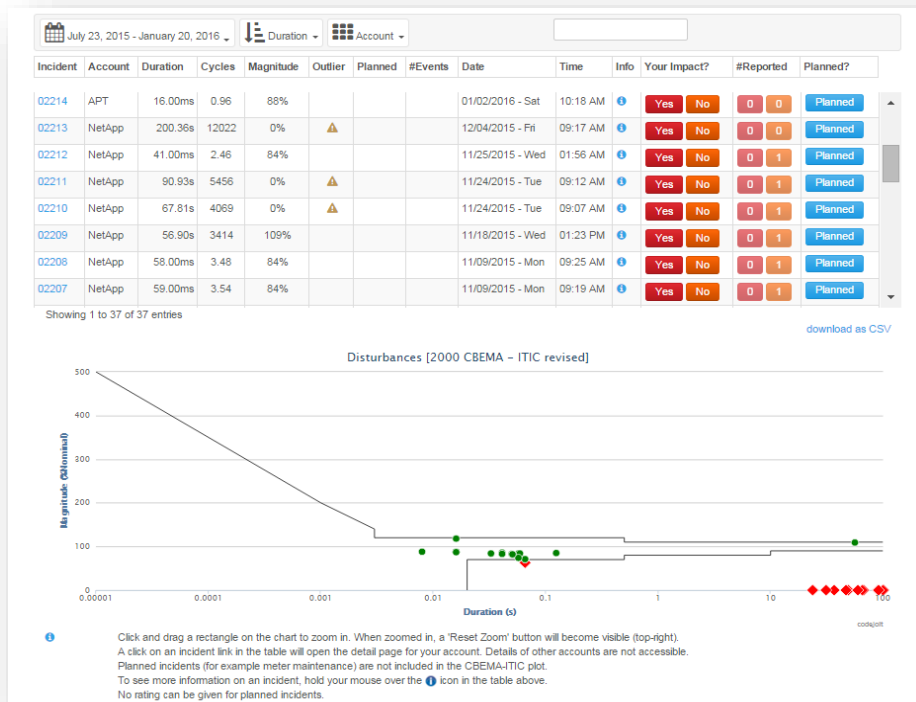 July 23, 2015 - January 20, 2016 Duration Account
Incident Account Duration Cycles Magnitude Outlier Planned #Events Date Time Info Your Impact? #Reported Planned?
02214 APT 16.00ms 0.96 88% 01/02/2016 - Sat 10:18 AM Yes No 0 0 Planned
02213 NetApp 200.36s 12022 0% 12/04/2015 - Fri 09:17 AM Yes No 0 0 Planned
02212 NetApp 41.00ms 2.46 84% 11/25/2015 - Wed 01:56 AM Yes No 0 1 Planned
02211 NetApp 90.93s 5456 0% 11/24/2015 - Tue 09:12 AM Yes No 0 1 Planned
02210 NetApp 67.81s 4069 0% 11/24/2015 - Tue 09:07 AM Yes No 0 1 Planned
02209 NetApp 56.90s 3414 109% 11/18/2015 - Wed 01:23 PM Yes No 0 1 Planned
02208 NetApp 58.00ms 3.48 84% 11/09/2015 - Mon 09:25 AM Yes No 0 1 Planned
02207 NetApp 59.00ms 3.54 84% 11/09/2015 - Mon 09:19 AM Yes No 0 1 Planned
Showing 1 to 37 of 37 entries
download as CSV
Disturbances [2000 CBEMA - ITIC revised]
Magnitude (%Nominal)
500
400
300
200
100
0
0.00001 0.0001 0.001 0.01 0.1 1 10 100
Duration (s)
codejolt
Click and drag a rectangle on the chart to zoom in. When zoomed in, a 'Reset Zoom' button will become visible (top-right).
A click on an incident link in the table will open the detail page for your account. Details of other accounts are not accessible.
Planned incidents (for example meter maintenance) are not included in the CBEMA-ITIC plot.
To see more information on an incident, hold your mouse over the icon in the table above.
No rating can be given for planned incidents.